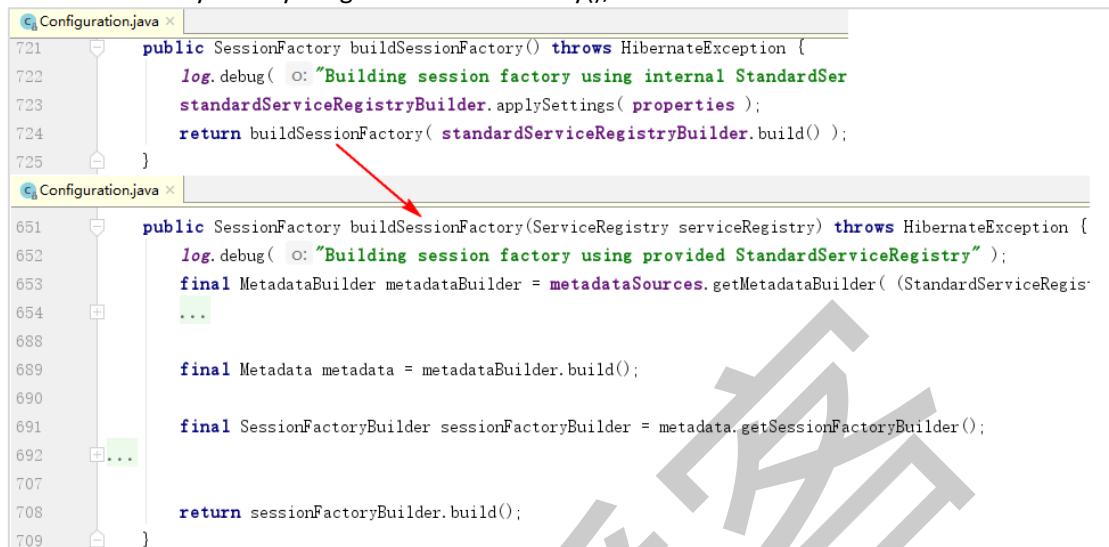 Configuration.java
721 public SessionFactory buildSessionFactory() throws HibernateException {
722 log.debug( o: "Building session factory using internal StandardSer
723 standardServiceRegistryBuilder.applySettings( properties );
724 return buildSessionFactory( standardServiceRegistryBuilder.build() );
725 }
Configuration.java
651 public SessionFactory buildSessionFactory(ServiceRegistry serviceRegistry) throws HibernateException {
652 log.debug( o: "Building session factory using provided StandardServiceRegistry" );
653 final MetadataBuilder metadataBuilder = metadataSources.getMetadataBuilder( (StandardServiceRegis
654 ...
688
689 final Metadata metadata = metadataBuilder.build();
690
691 final SessionFactoryBuilder sessionFactoryBuilder = metadata.getSessionFactoryBuilder();
692 ...
707
708 return sessionFactoryBuilder.build();
709 }